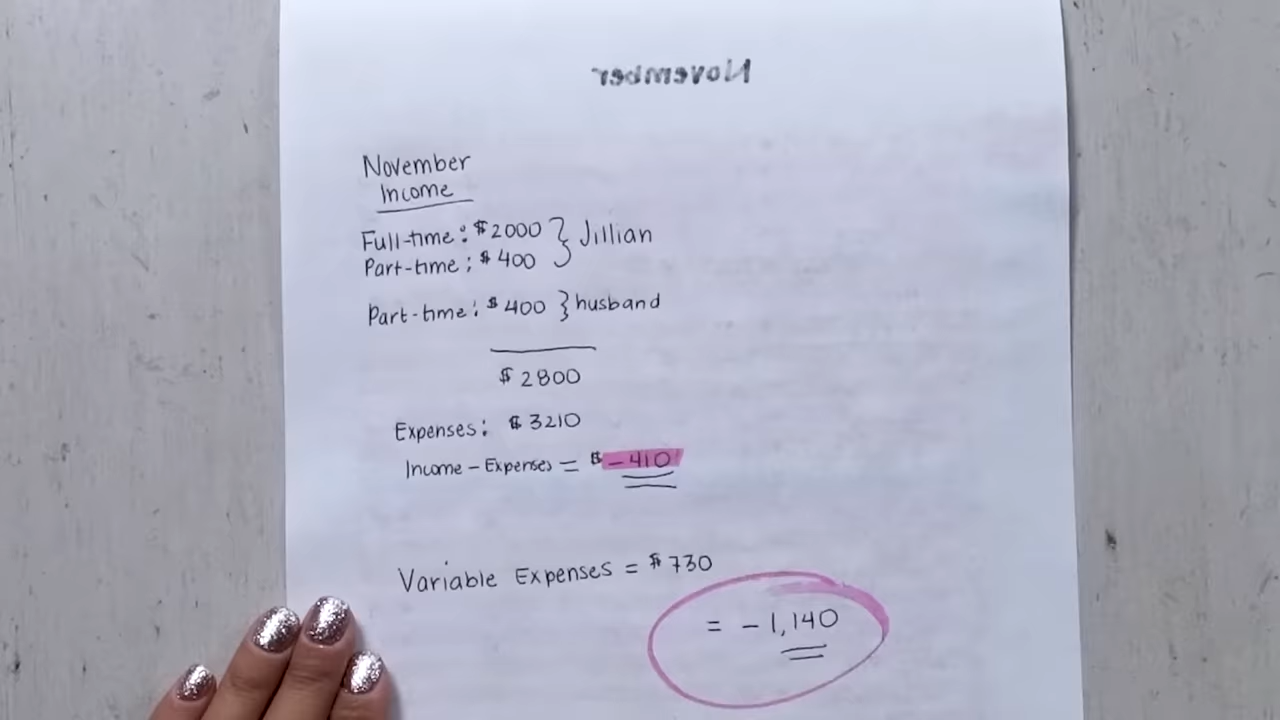 November
November
Income
Full-time: $2000 } Jillian
Part-time: $400
Part-time: $400 } husband
$2800
Expenses: $3210
Income - Expenses = $-410
Variable Expenses = $730
= -1,140